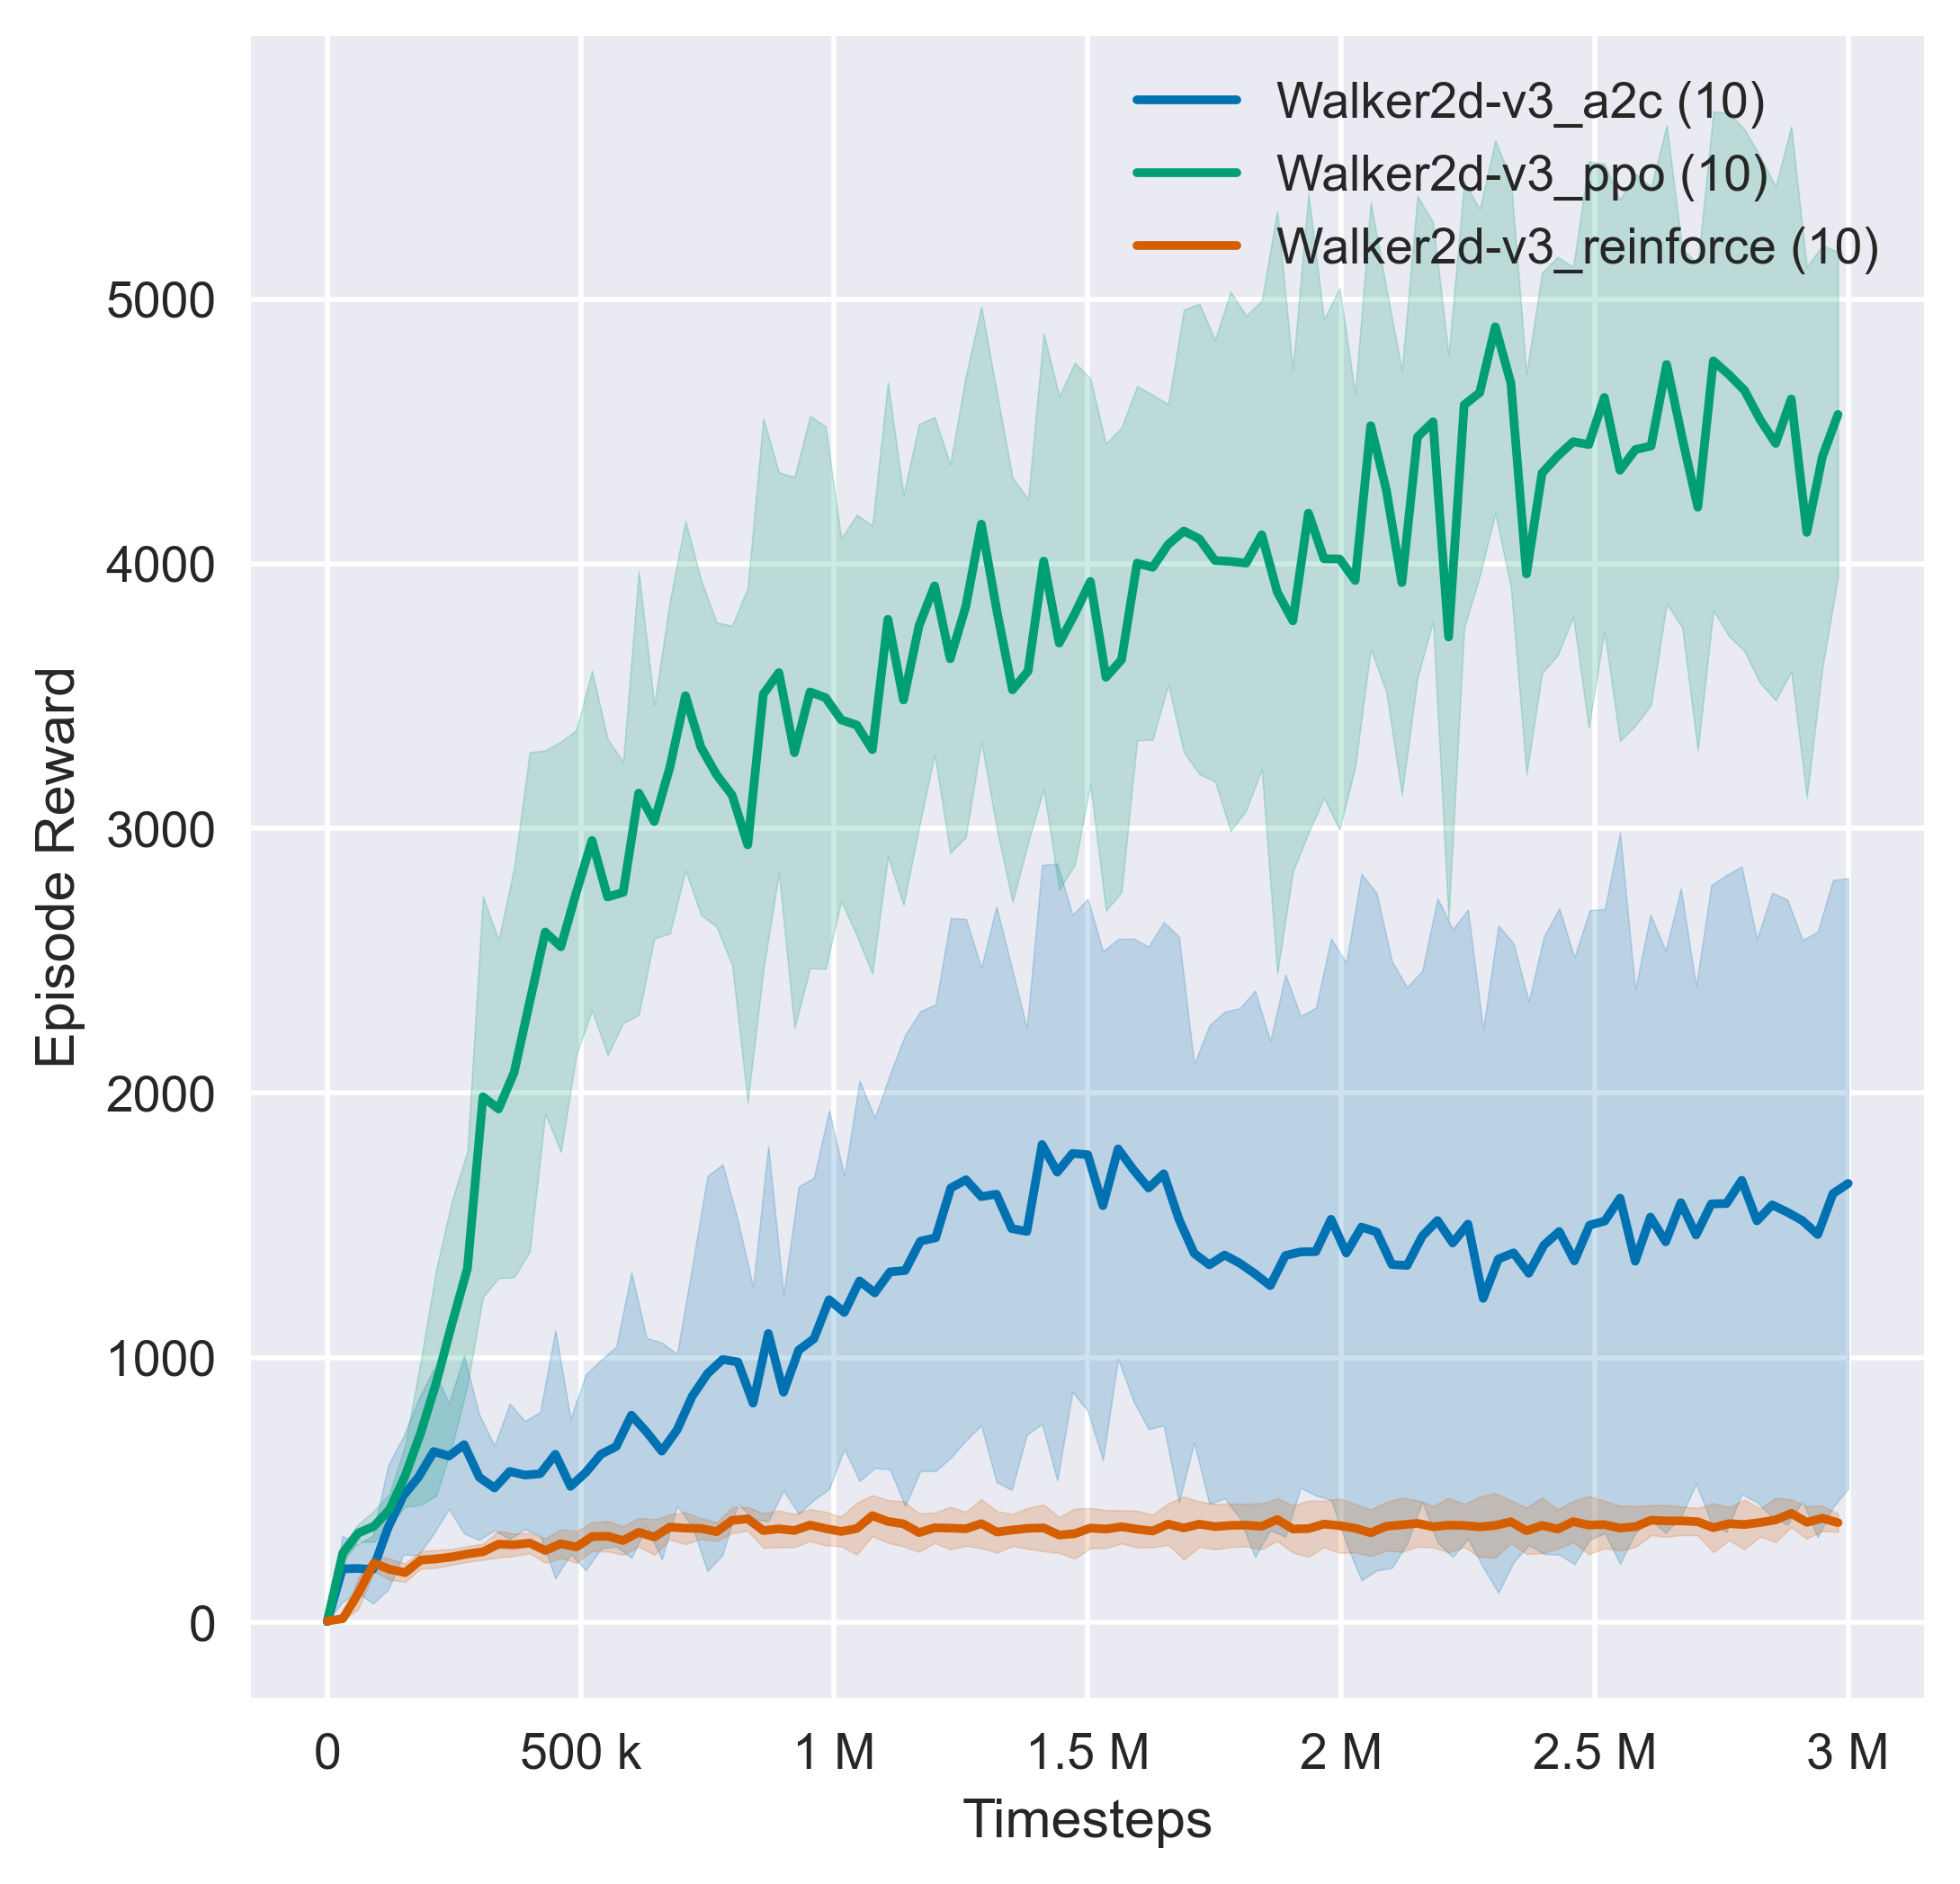 Walker2d-v3_a2c (10)
Walker2d-v3_ppo (10)
Walker2d-v3_reinforce (10)
Episode Reward
5000
4000
3000
2000
1000
0
0 500 k 1 M 1.5 M 2 M 2.5 M 3 M
Timesteps